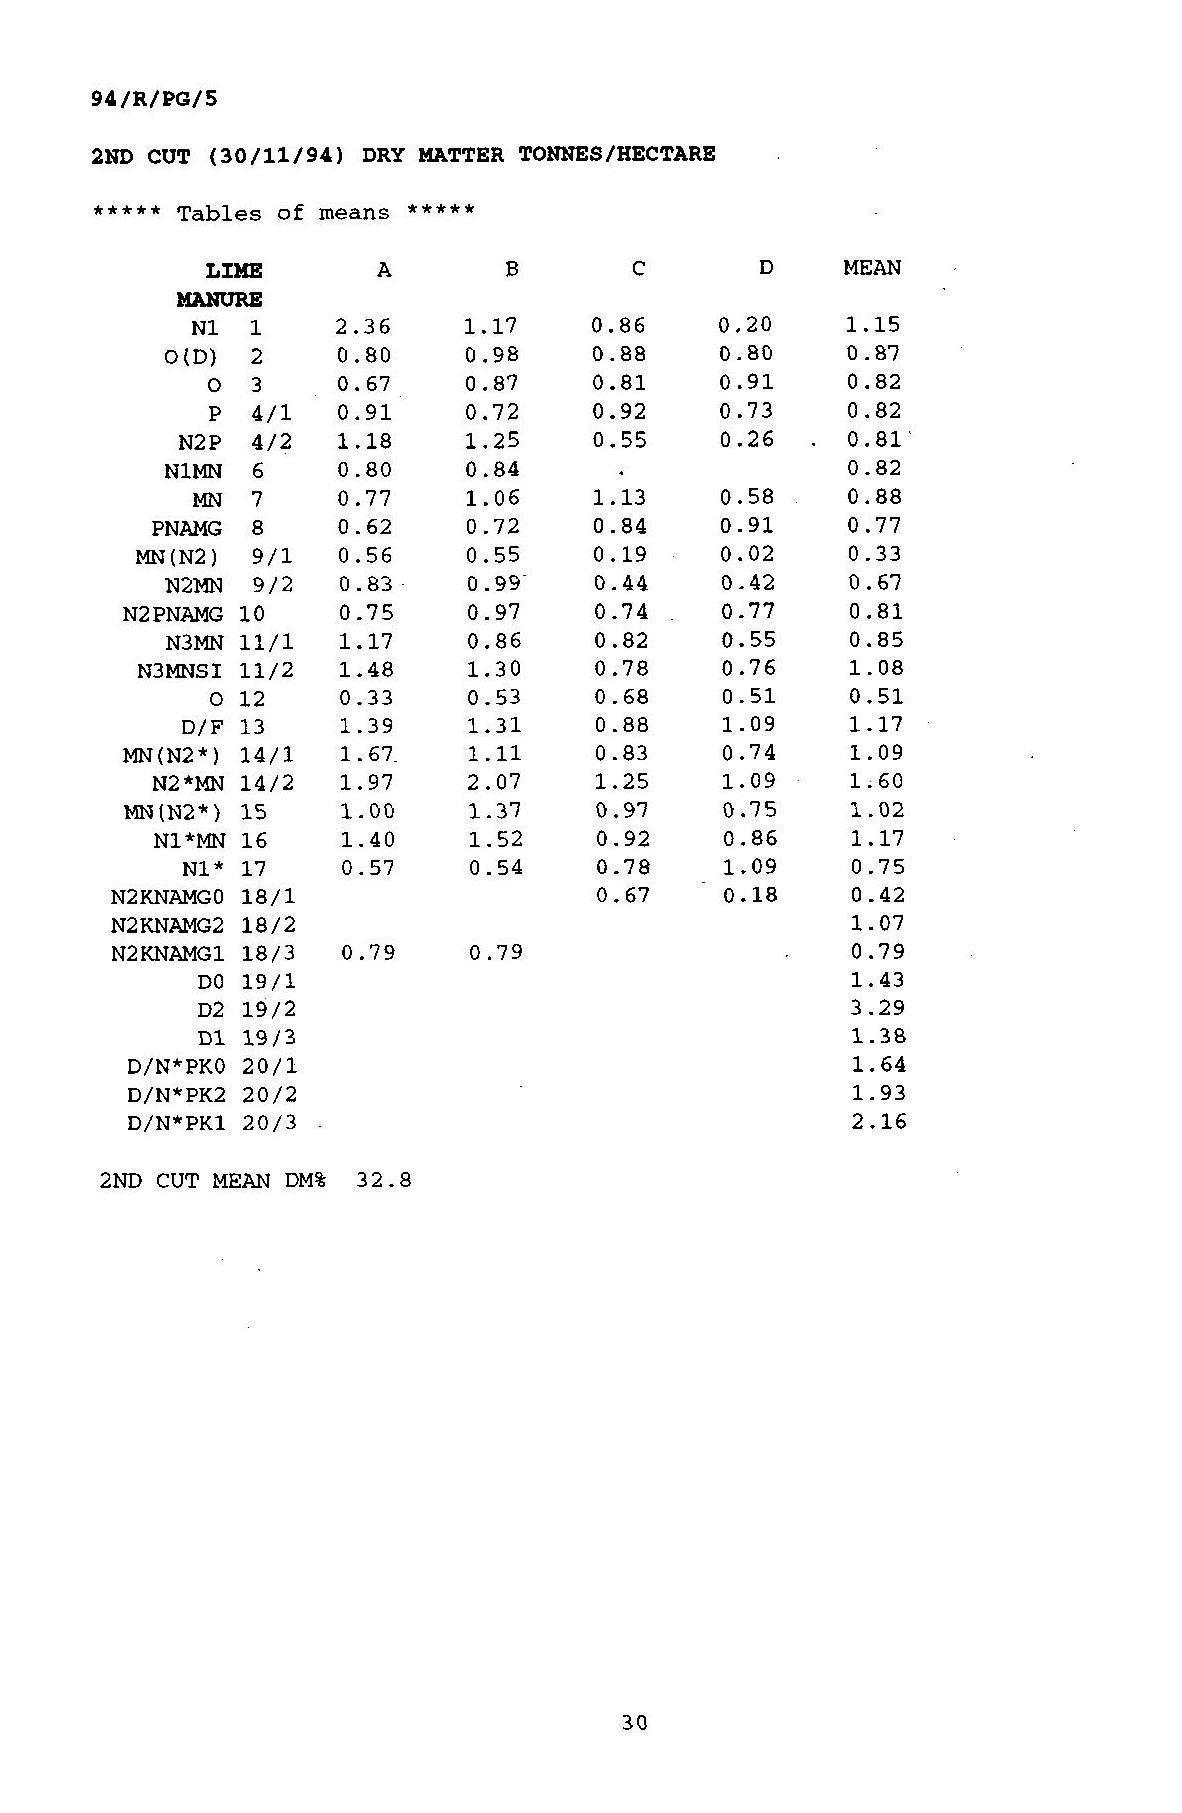 94/R/PG/5
2ND CUT (30/11/94) DRY MATTER TONNES/HECTARE
***** Tables of means *****
LIME A B C D MEAN
MANURE
N1 1 2.36 1.17 0.86 0.20 1.15
O(D) 2 0.80 0.98 0.88 0.80 0.87
O 3 0.67 0.87 0.81 0.91 0.82
P 4/1 0.91 0.72 0.92 0.73 0.82
N2P 4/2 1.18 1.25 0.55 0.26 0.81
N1MN 6 0.80 0.84 0.82
MN 7 0.77 1.06 1.13 0.58 0.88
PNAMG 8 0.62 0.72 0.84 0.91 0.77
MN(N2) 9/1 0.56 0.55 0.19 0.02 0.33
N2MN 9/2 0.83 0.99 0.44 0.42 0.67
N2PNAMG 10 0.75 0.97 0.74 0.77 0.81
N3MN 11/1 1.17 0.86 0.82 0.55 0.85
N3MNSI 11/2 1.48 1.30 0.78 0.76 1.08
O 12 0.33 0.53 0.68 0.51 0.51
D/F 13 1.39 1.31 0.88 1.09 1.17
MN(N2*) 14/1 1.67 1.11 0.83 0.74 1.09
N2*MN 14/2 1.97 2.07 1.25 1.09 1.60
MN(N2*) 15 1.00 1.37 0.97 0.75 1.02
N1*MN 16 1.40 1.52 0.92 0.86 1.17
N1* 17 0.57 0.54 0.78 1.09 0.75
N2KNAMG0 18/1 0.67 0.18 0.42
N2KNAMG2 18/2 1.07
N2KNAMG1 18/3 0.79 0.79 0.79
D0 19/1 1.43
D2 19/2 3.29
D1 19/3 1.38
D/N*PK0 20/1 1.64
D/N*PK2 20/2 1.93
D/N*PK1 20/3 2.16
2ND CUT MEAN DM% 32.8
30